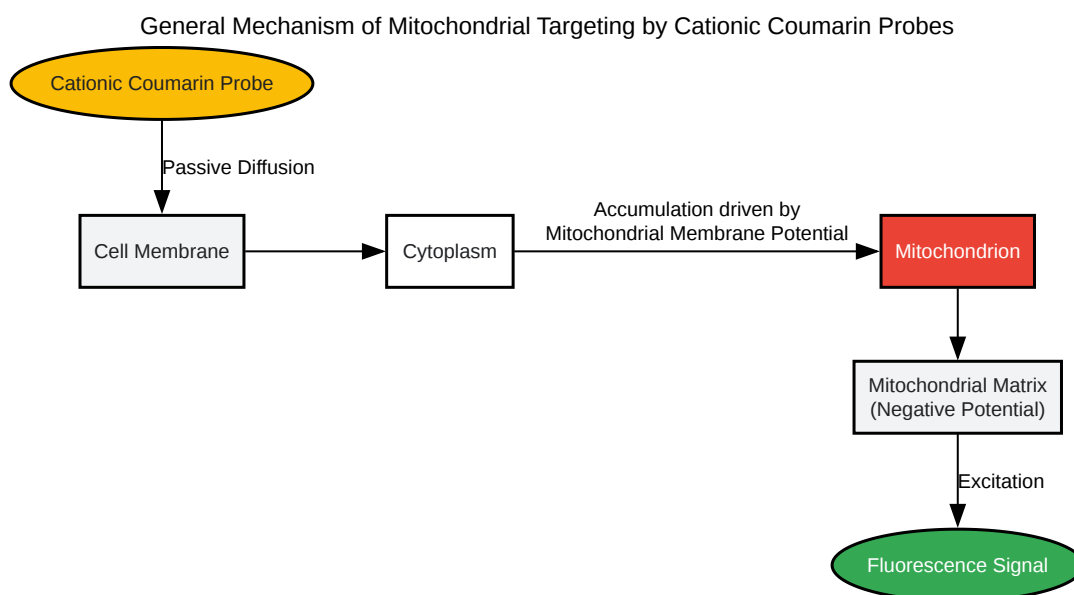 General Mechanism of Mitochondrial Targeting by Cationic Coumarin Probes
Cationic Coumarin Probe
Passive Diffusion
Cell Membrane
Cytoplasm
Accumulation driven by
Mitochondrial Membrane Potential
Mitochondrion
Mitochondrial Matrix
(Negative Potential)
Excitation
Fluorescence Signal